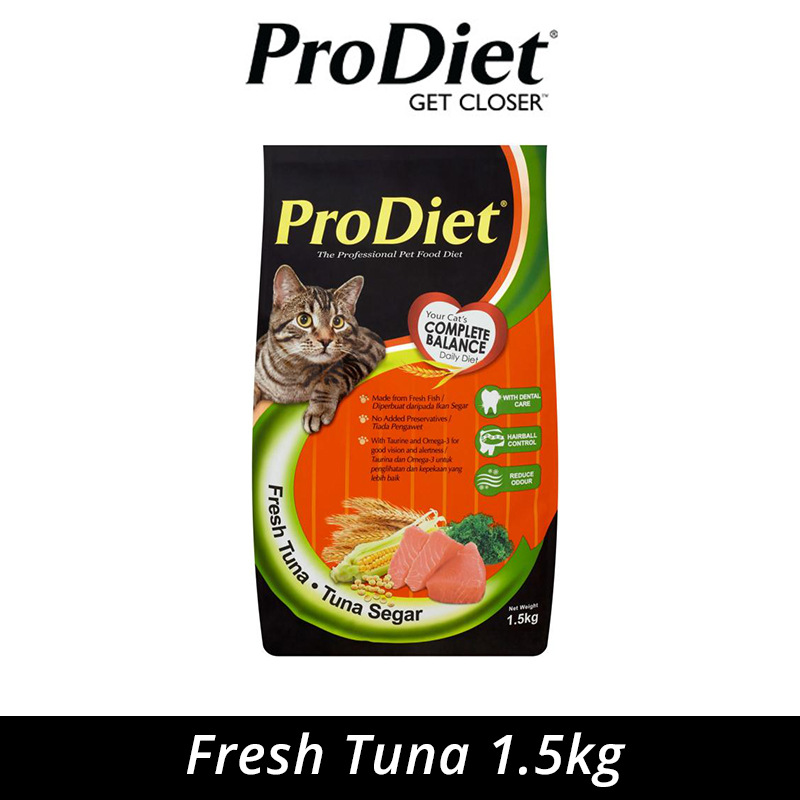 ProDiet®
GET CLOSER™
ProDiet®
The Professional Pet Food Diet
Your Cat's
COMPLETE
BALANCE
Daily Diet
Made from Fresh Fish /
Diperbuat daripada Ikan Segar
No Added Preservatives /
Tiada Pengawet
With Taurine and Omega-3 for
good vision and alertness /
Taurina dan Omega-3 untuk
penglihatan dan kepekaan yang
lebih baik
WITH DENTAL
CARE
HAIRBALL
CONTROL
REDUCE
ODOUR
Fresh Tuna • Tuna Segar
Net Weight
1.5kg
Fresh Tuna 1.5kg